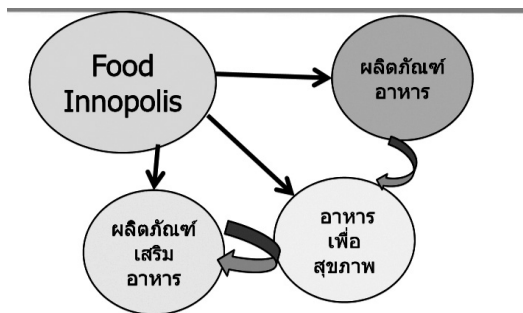 Food
Innopolis
ผลิตภัณฑ์
อาหาร
อาหาร
เพื่อ
สุขภาพ
ผลิตภัณฑ์
เสริม
อาหาร